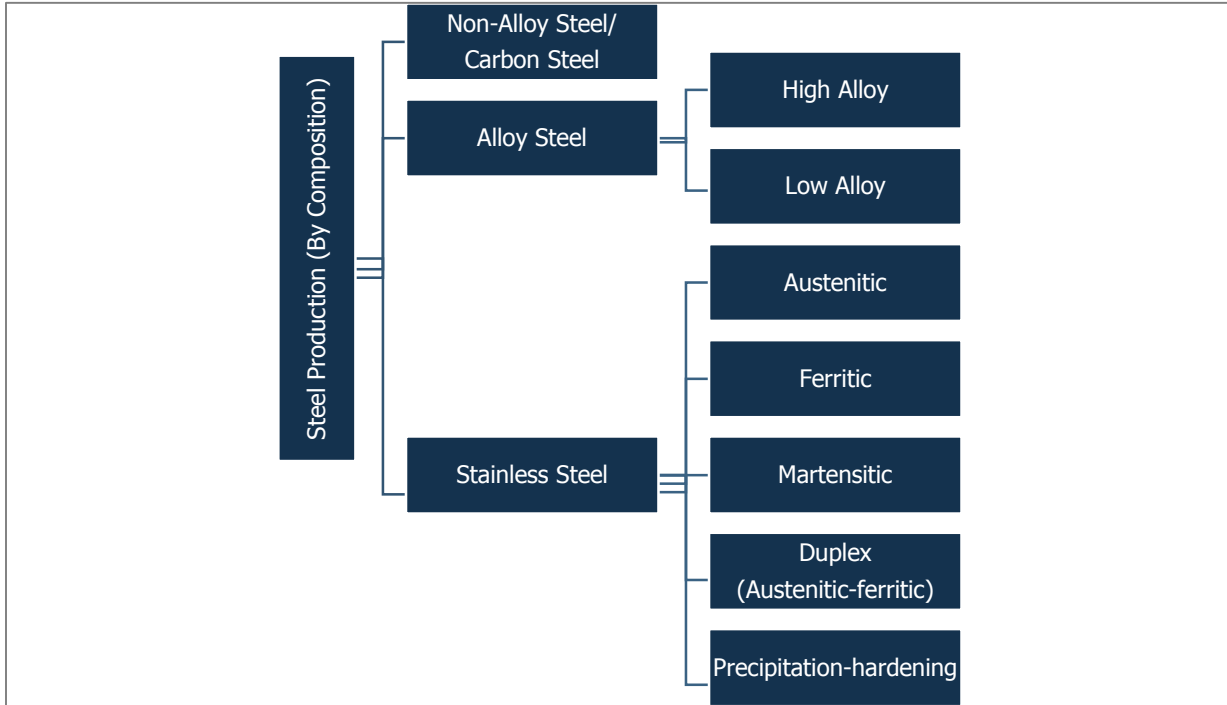 Steel Production (By Composition)
Non-Alloy Steel/
Carbon Steel
Alloy Steel
High Alloy
Low Alloy
Stainless Steel
Austenitic
Ferritic
Martensitic
Duplex
(Austenitic-ferritic)
Precipitation-hardening